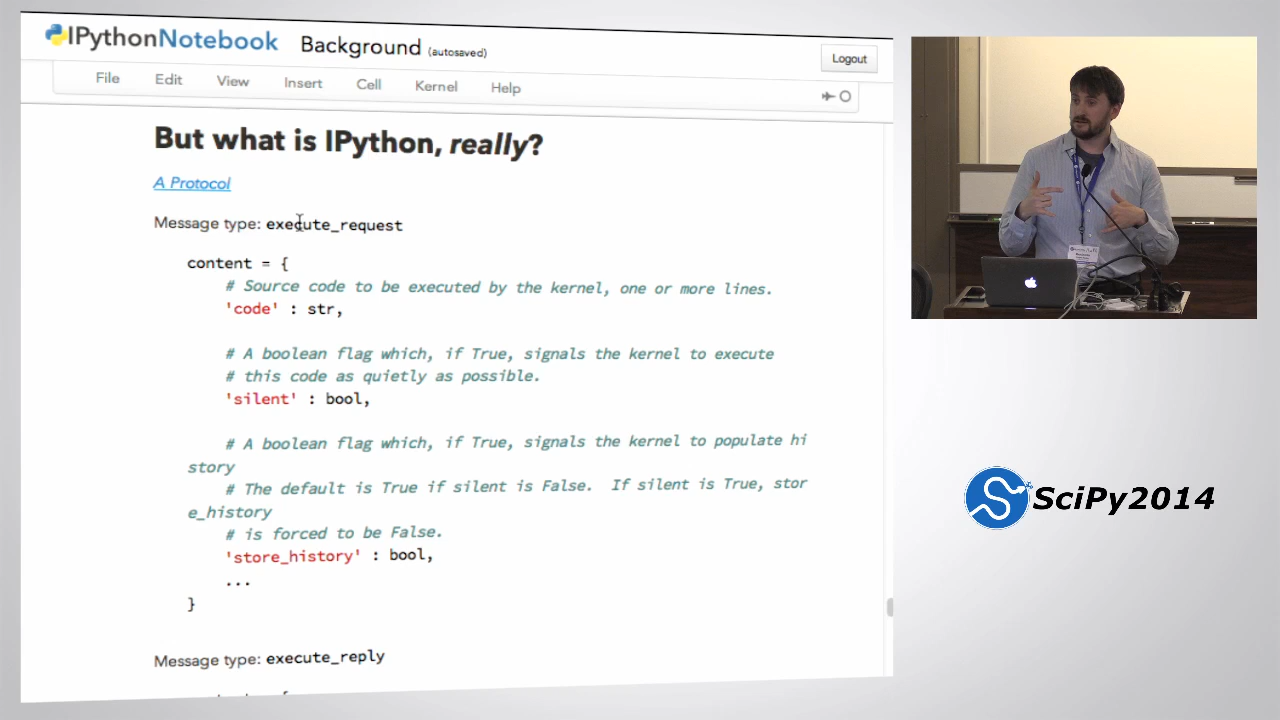 IPythonNotebook Background (autosaved)
Logout
File Edit View Insert Cell Kernel Help
But what is IPython, really?
A Protocol
Message type: execute_request
content = {
# Source code to be executed by the kernel, one or more lines.
'code' : str,
# A boolean flag which, if True, signals the kernel to execute
# this code as quietly as possible.
'silent' : bool,
# A boolean flag which, if True, signals the kernel to populate hi
story
# The default is True if silent is False.  If silent is True, stor
e_history
# is forced to be False.
'store_history' : bool,
...
}
Message type: execute_reply
SciPy2014